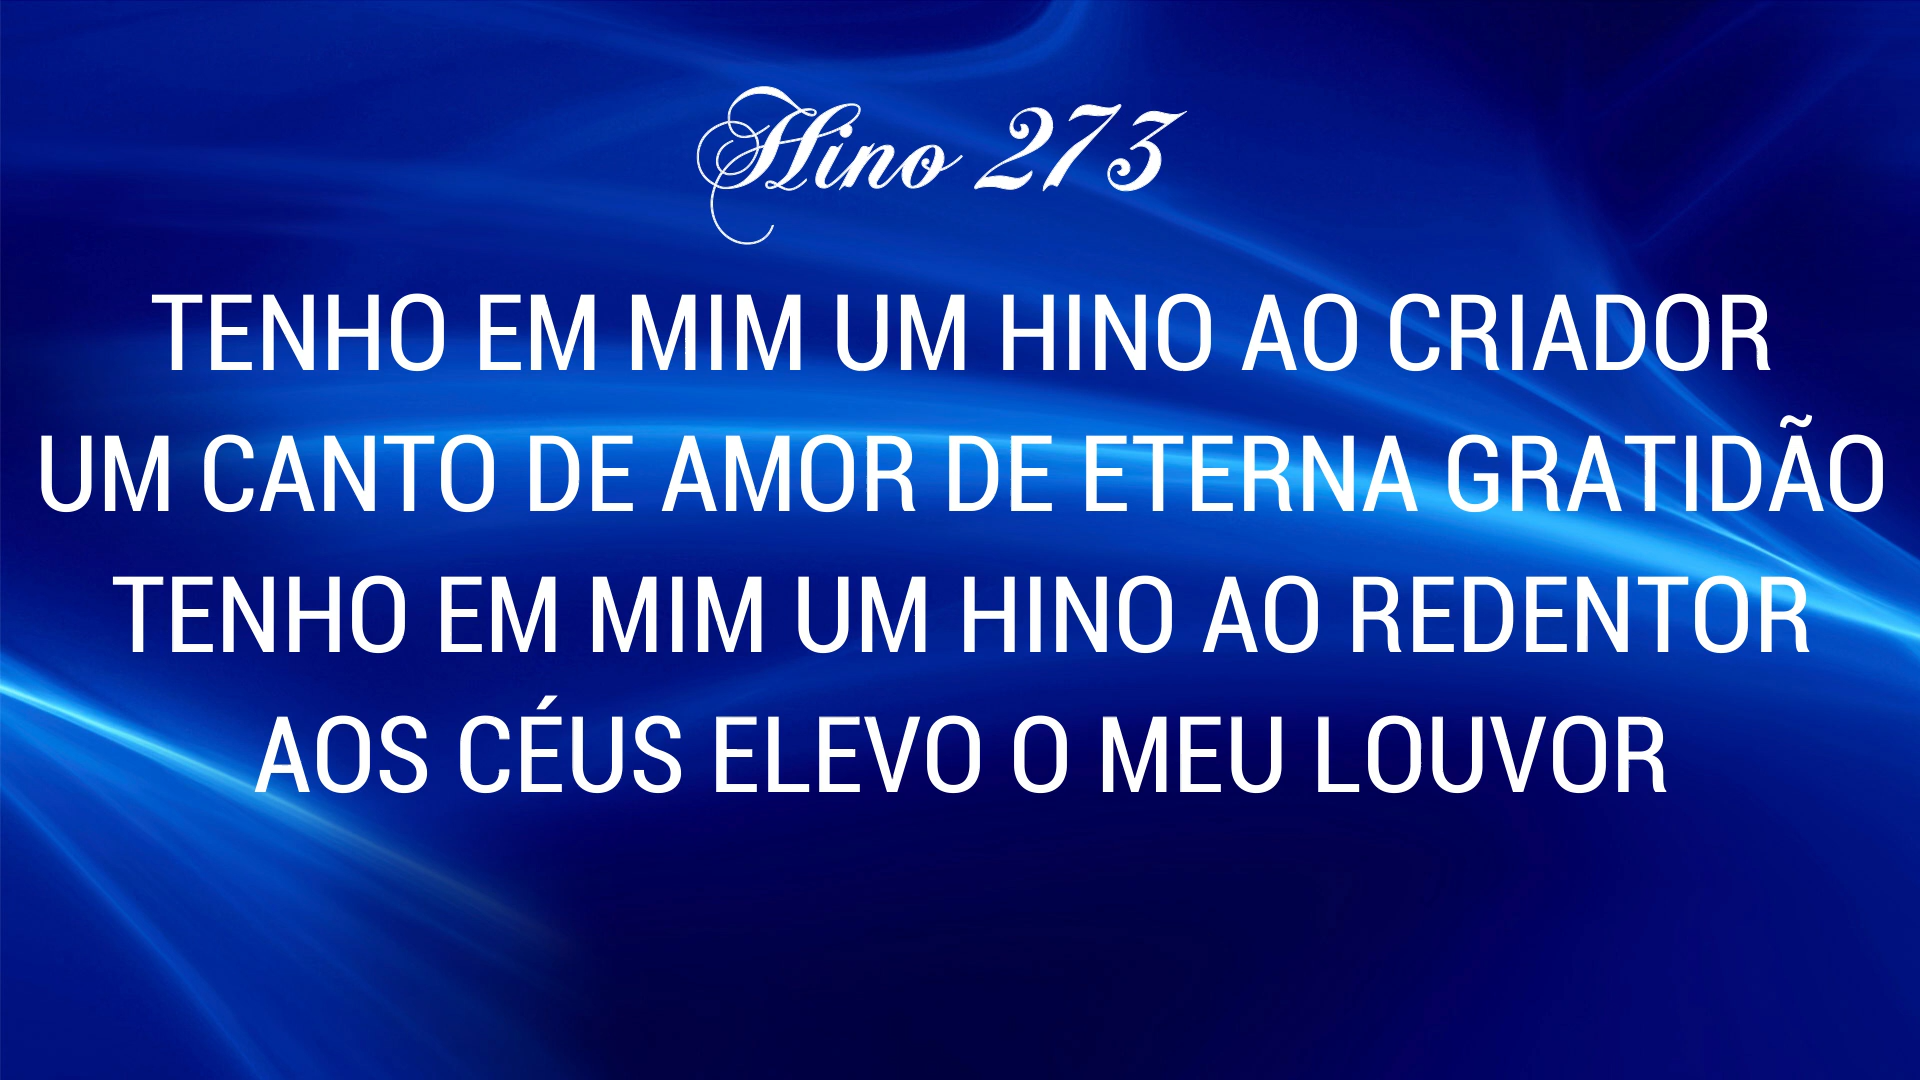 Hino 273
TENHO EM MIM UM HINO AO CRIADOR
UM CANTO DE AMOR DE ETERNA GRATIDÃO
TENHO EM MIM UM HINO AO REDENTOR
AOS CÉUS ELEVO O MEU LOUVOR